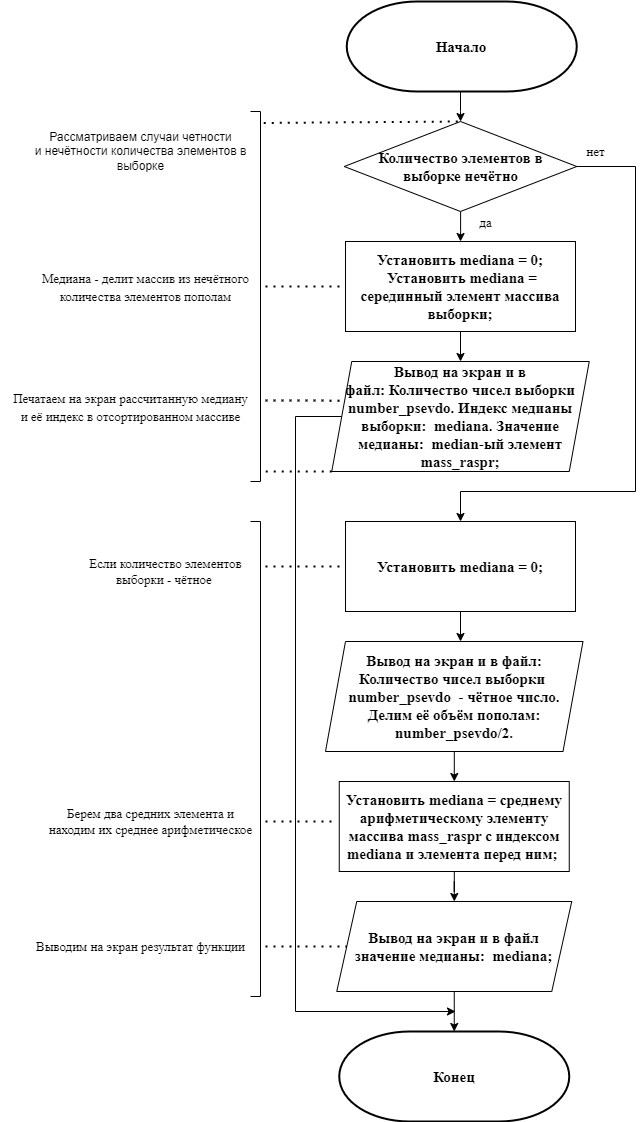 Начало
Рассматриваем случаи четности
и нечётности количества элементов в
выборке
Количество элементов в
выборке нечётно
нет
да
Медиана - делит массив из нечётного
количества элементов пополам
Установить mediana = 0;
Установить mediana =
серединный элемент массива
выборки;
Печатаем на экран рассчитанную медиану
и её индекс в отсортированном массиве
Вывод на экран и в
файл: Количество чисел выборки
number_psevdo. Индекс медианы
выборки: mediana. Значение
медианы: median-ый элемент
mass_raspr;
Если количество элементов
выборки - чётное
Установить mediana = 0;
Вывод на экран и в файл:
Количество чисел выборки
number_psevdo - чётное число.
Делим её объём пополам:
number_psevdo/2.
Берем два средних элемента и
находим их среднее арифметическое
Установить mediana = среднему
арифметическому элементу
массива mass_raspr с индексом
mediana и элемента перед ним;
Выводим на экран результат функции
Вывод на экран и в файл
значение медианы: mediana;
Конец